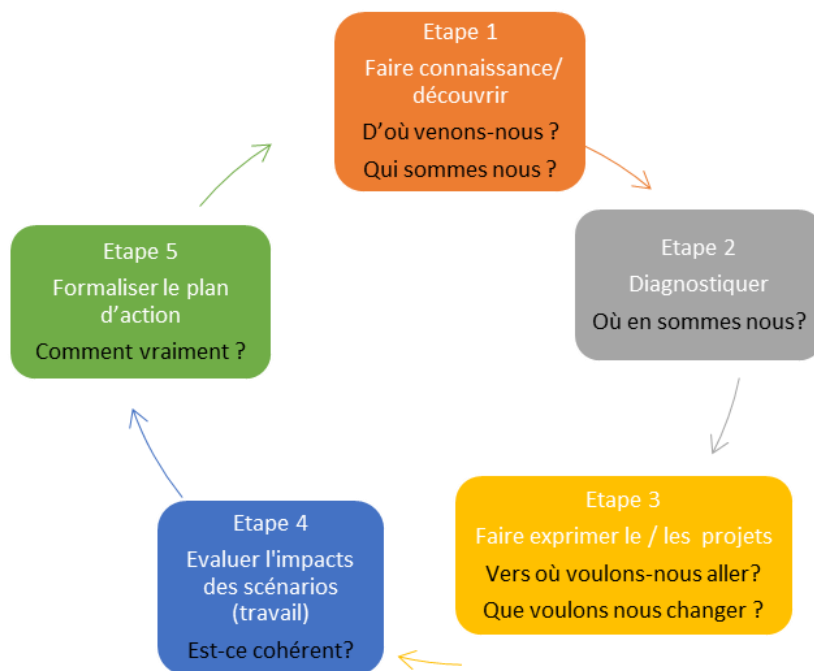 Etape 1
Faire connaissance/
découvrir
D'où venons-nous ?
Qui sommes nous ?
Etape 2
Diagnostiquer
Où en sommes nous?
Etape 3
Faire exprimer le / les projets
Vers où voulons-nous aller?
Que voulons nous changer ?
Etape 4
Evaluer l'impacts
des scénarios
(travail)
Est-ce cohérent?
Etape 5
Formaliser le plan
d'action
Comment vraiment ?